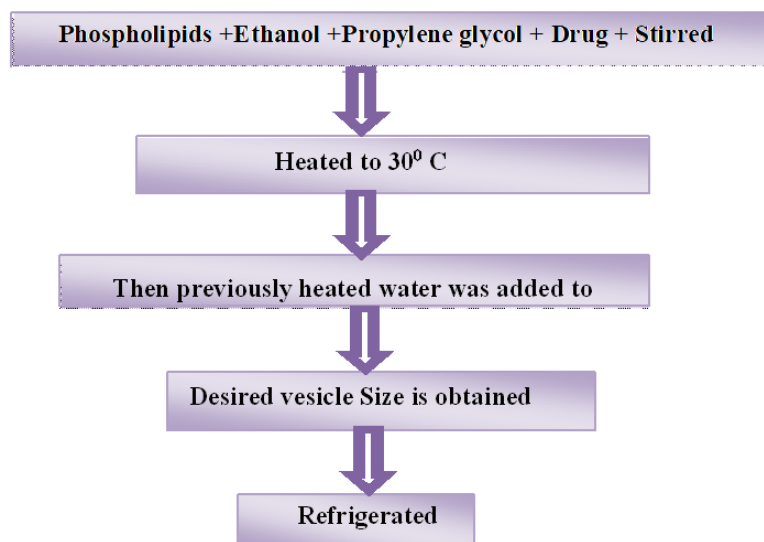 Phospholipids +Ethanol +Propylene glycol + Drug + Stirred
Heated to 30⁰ C
Then previously heated water was added to
Desired vesicle Size is obtained
Refrigerated